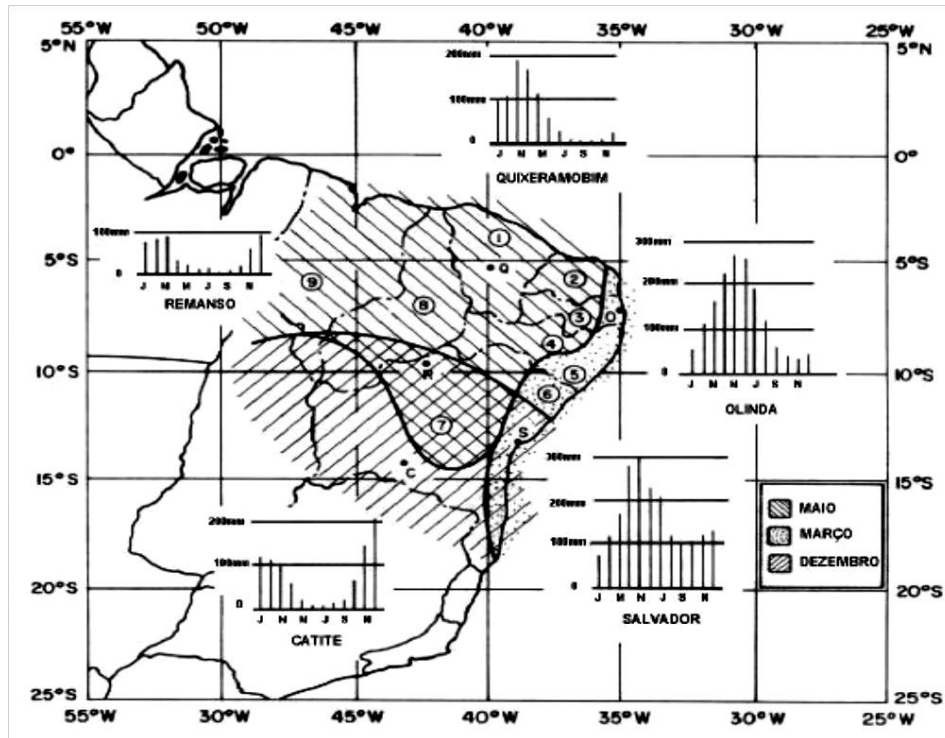 55°W 50°W 45°W 40°W 35°W 30°W 25°W
5°N 5°N
200mm
100mm
0
J M M J S N
QUIXERAMOBIM
0° 0°
100mm
0
J M M J S N
REMANSO
300mm
200mm
100mm
0
J M M J S N
OLINDA
5°S 5°S
1
Q
2
9
8
3
O
4
R
5
6
7
S
C
10°S 10°S
15°S 15°S
200mm
100mm
0
J M M J S N
CATITE
300mm
200mm
100mm
0
J M M J S N
SALVADOR
MAIO
MARÇO
DEZEMBRO
20°S 20°S
25°S 25°S
55°W 50°W 45°W 40°W 35°W 30°W 25°W